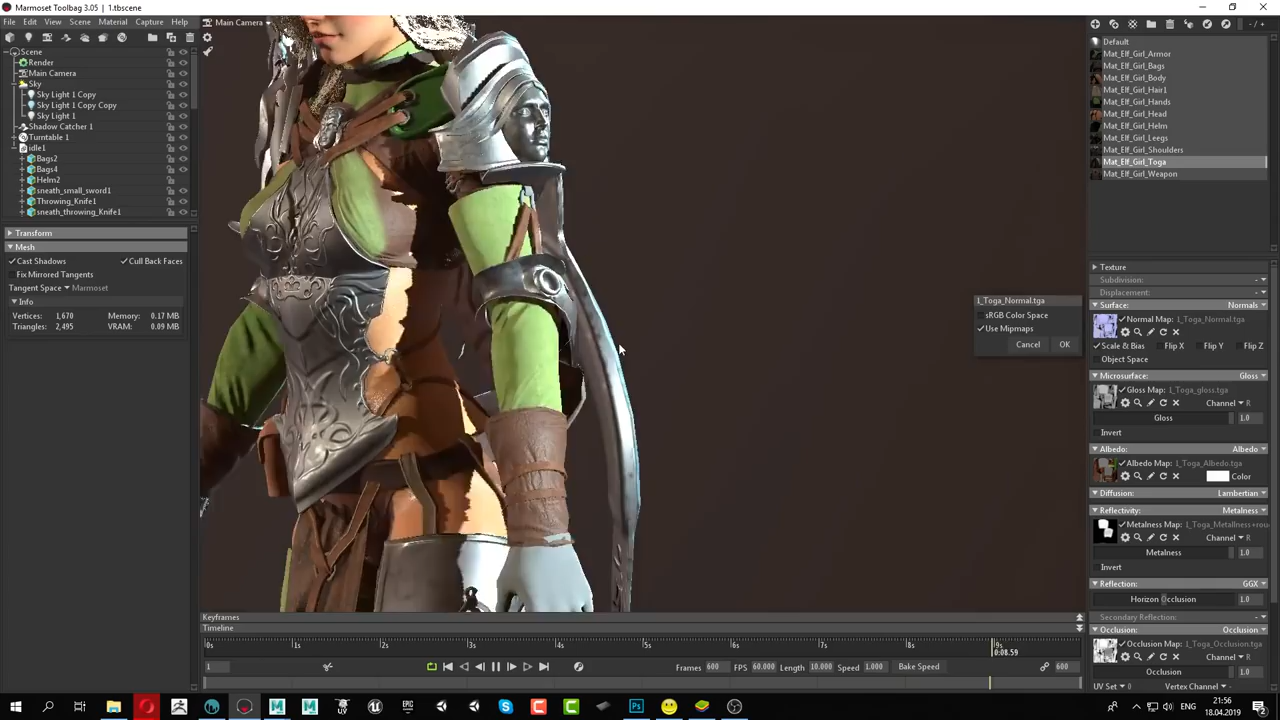 Marmoset Toolbag 3.05 | 1.tbscene
File Edit View Scene Material Capture Help
Main Camera
Scene
Render
Main Camera
Sky
Sky Light 1 Copy
Sky Light 1 Copy Copy
Sky Light 1
Shadow Catcher 1
Turntable 1
idle1
Bags2
Bags4
Helm2
sneath_small_sword1
Throwing_Knife1
sneath_throwing_Knife1
Transform
Mesh
Cast Shadows Cull Back Faces
Fix Mirrored Tangents
Tangent Space Marmoset
Info
Vertices: 1,670 Memory: 0.17 MB
Triangles: 2,495 VRAM: 0.09 MB
l_Toga_Normal.tga
sRGB Color Space
Use Mipmaps
Cancel OK
Default
Mat_Elf_Girl_Armor
Mat_Elf_Girl_Bags
Mat_Elf_Girl_Body
Mat_Elf_Girl_Hair1
Mat_Elf_Girl_Hands
Mat_Elf_Girl_Head
Mat_Elf_Girl_Helm
Mat_Elf_Girl_Leegs
Mat_Elf_Girl_Shoulders
Mat_Elf_Girl_Toga
Mat_Elf_Girl_Weapon
Texture
Subdivision:
Displacement:
Surface: Normals
Normal Map: l_Toga_Normal.tga
Scale & Bias Flip X Flip Y Flip Z
Object Space
Microsurface: Gloss
Gloss Map: l_Toga_gloss.tga
Channel R
Gloss 1.0
Invert
Albedo: Albedo
Albedo Map: l_Toga_Albedo.tga
Color
Diffusion: Lambertian
Reflectivity: Metalness
Metalness Map: l_Toga_Metallness+rou
Channel R
Metalness 1.0
Invert
Reflection: GGX
Horizon Occlusion 1.0
Secondary Reflection:
Occlusion: Occlusion
Occlusion Map: l_Toga_Occlusion.tga
Channel R
Occlusion 1.0
UV Set 0 Vertex Channel
Keyframes
Timeline
0s 1s 2s 3s 4s 5s 6s 7s 8s 9s
0:08.59
1 Frames 600 FPS 60.000 Length 10.000 Speed 1.000 Bake Speed 600
ENG 21:56
18.04.2019